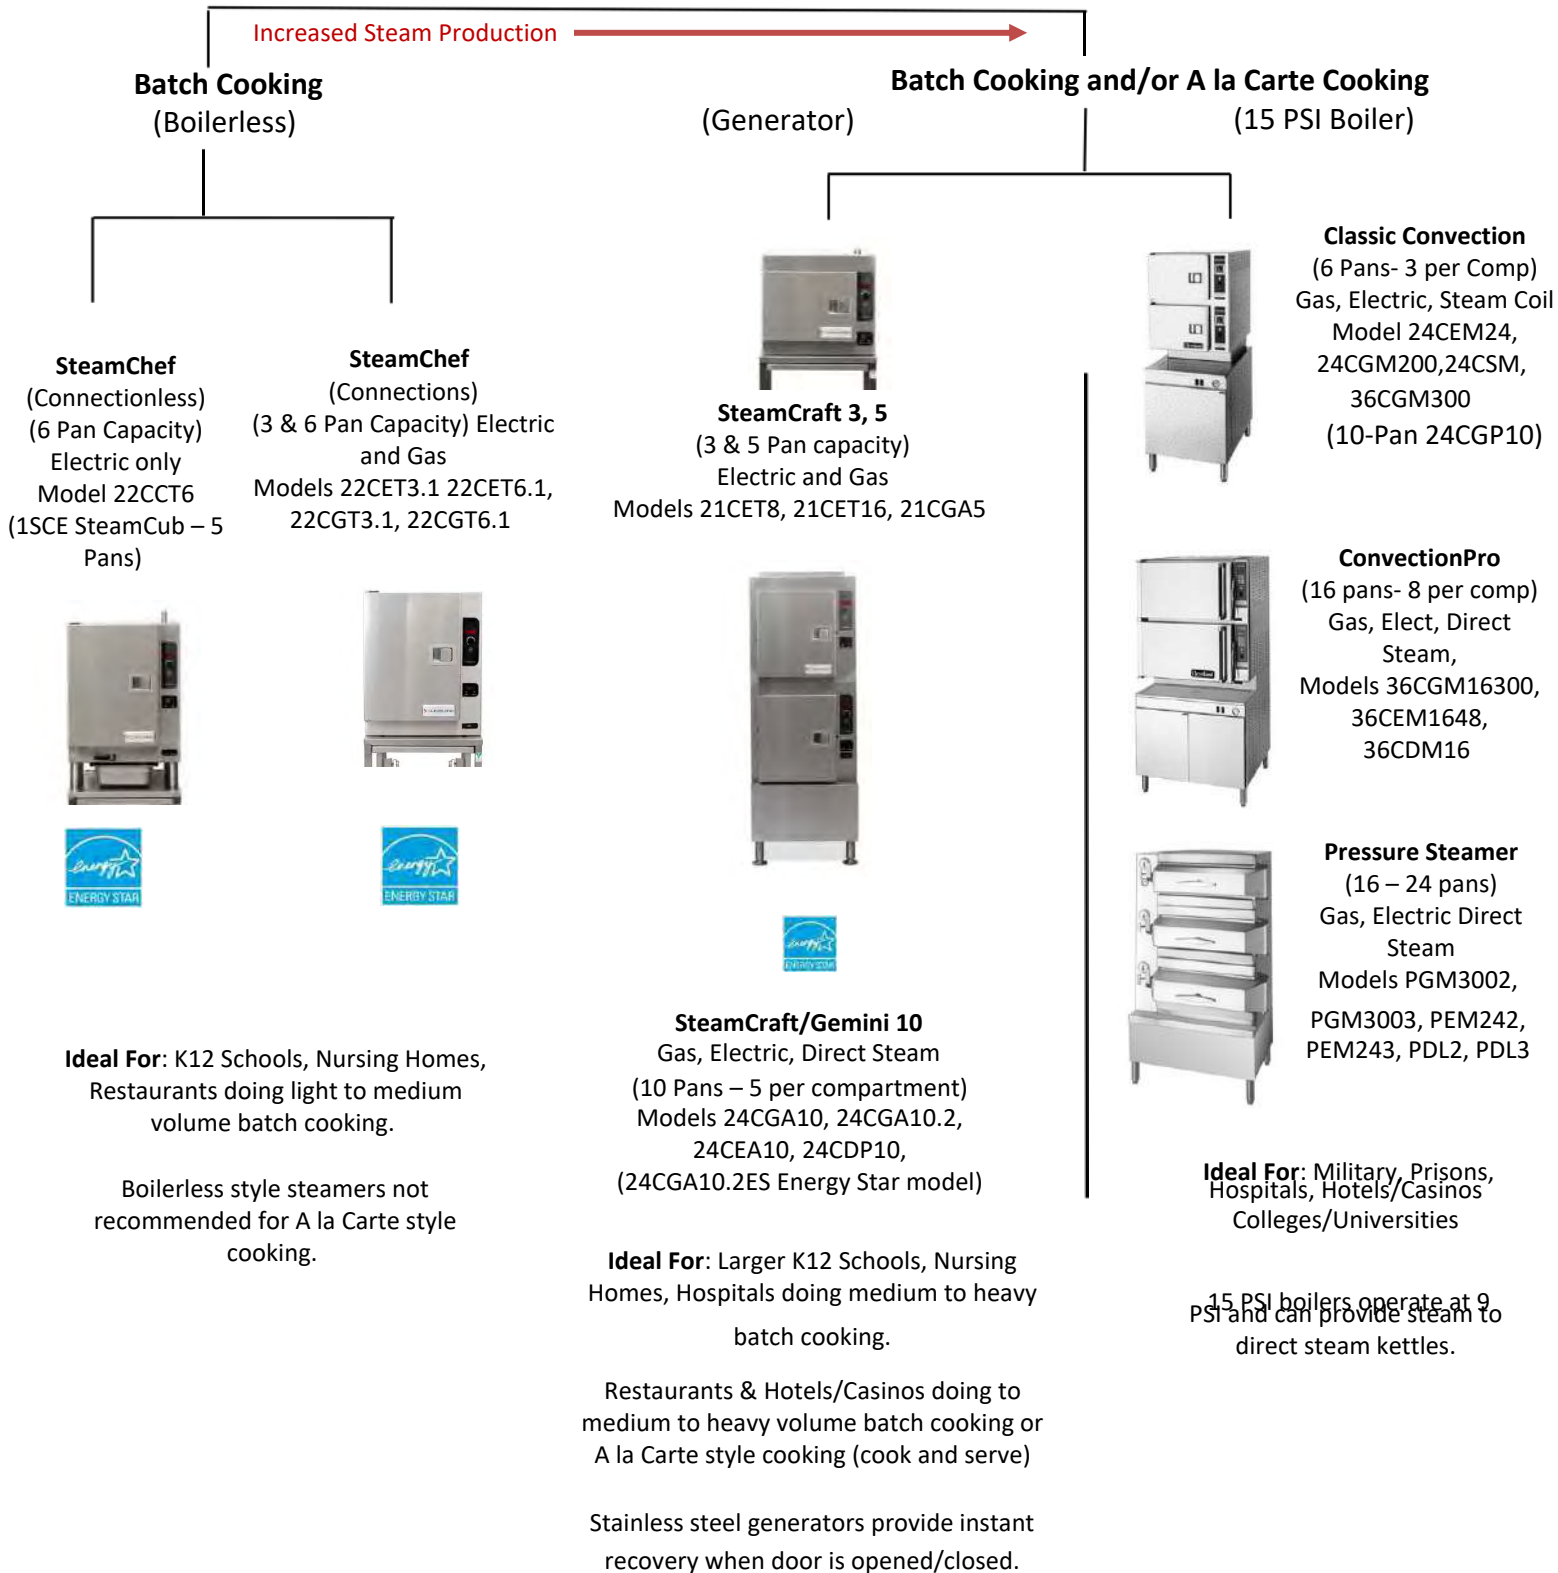 Increased Steam Production
Batch Cooking
(Boilerless)
Batch Cooking and/or A la Carte Cooking
(Generator)
(15 PSI Boiler)
SteamChef
(Connectionless)
(6 Pan Capacity)
Electric only
Model 22CCT6
(1SCE SteamCub – 5
Pans)
ENERGY STAR
SteamChef
(Connections)
(3 & 6 Pan Capacity) Electric
and Gas
Models 22CET3.1 22CET6.1,
22CGT3.1, 22CGT6.1
ENERGY STAR
Ideal For: K12 Schools, Nursing Homes,
Restaurants doing light to medium
volume batch cooking.
Boilerless style steamers not
recommended for A la Carte style
cooking.
SteamCraft 3, 5
(3 & 5 Pan capacity)
Electric and Gas
Models 21CET8, 21CET16, 21CGA5
ENERGY STAR
SteamCraft/Gemini 10
Gas, Electric, Direct Steam
(10 Pans – 5 per compartment)
Models 24CGA10, 24CGA10.2,
24CEA10, 24CDP10,
(24CGA10.2ES Energy Star model)
Ideal For: Larger K12 Schools, Nursing
Homes, Hospitals doing medium to heavy
batch cooking.
Restaurants & Hotels/Casinos doing to
medium to heavy volume batch cooking or
A la Carte style cooking (cook and serve)
Stainless steel generators provide instant
recovery when door is opened/closed.
Classic Convection
(6 Pans- 3 per Comp)
Gas, Electric, Steam Coil
Model 24CEM24,
24CGM200,24CSM,
36CGM300
(10-Pan 24CGP10)
ConvectionPro
(16 pans- 8 per comp)
Gas, Elect, Direct
Steam,
Models 36CGM16300,
36CEM1648,
36CDM16
Pressure Steamer
(16 – 24 pans)
Gas, Electric Direct
Steam
Models PGM3002,
PGM3003, PEM242,
PEM243, PDL2, PDL3
Ideal For: Military, Prisons,
Hospitals, Hotels/Casinos
Colleges/Universities
15 PSI boilers operate at 9
PSI and can provide steam to
direct steam kettles.